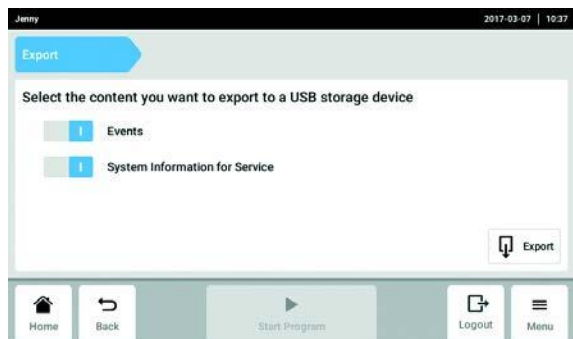 Jenny 2017-03-07 | 10:37
Export
Select the content you want to export to a USB storage device
I Events
I System Information for Service
Export
Home Back Start Program Logout Menu